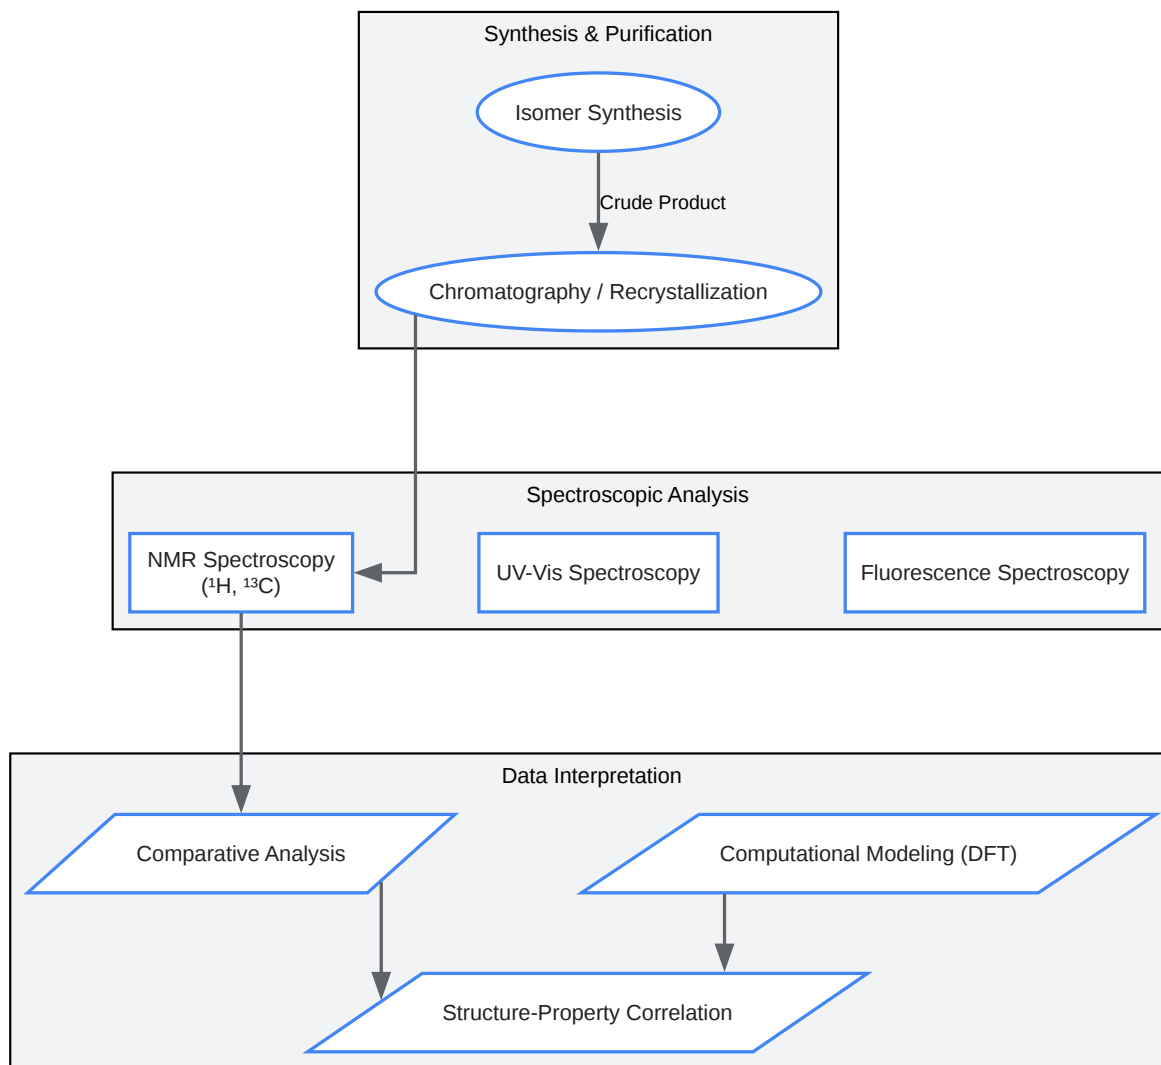 Synthesis & Purification
Isomer Synthesis
Crude Product
Chromatography / Recrystallization
Spectroscopic Analysis
NMR Spectroscopy
(¹H, ¹³C)
UV-Vis Spectroscopy
Fluorescence Spectroscopy
Data Interpretation
Comparative Analysis
Computational Modeling (DFT)
Structure-Property Correlation